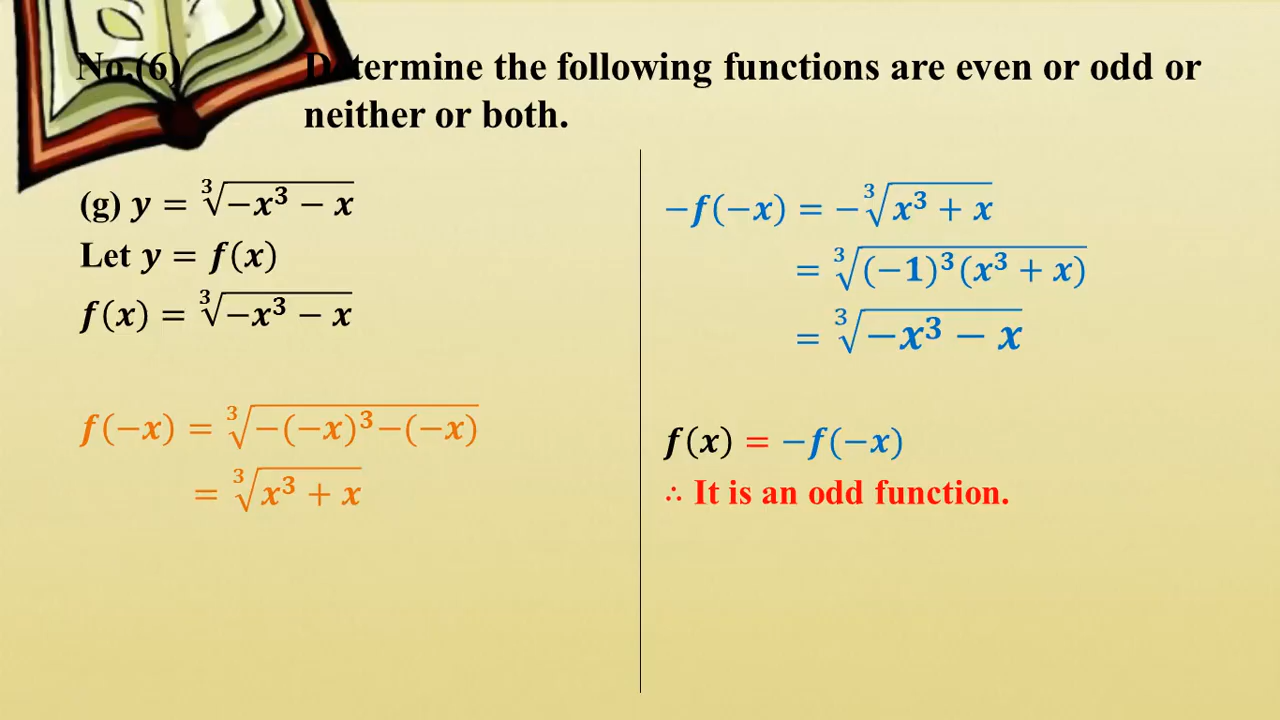 No.(6) Determine the following functions are even or odd or
neither or both.
(g) y = ∛(−x³ − x)
Let y = f(x)
f(x) = ∛(−x³ − x)
f(−x) = ∛(−(−x)³−(−x))
= ∛(x³ + x)
−f(−x) = −∛(x³ + x)
= ∛((−1)³(x³ + x))
= ∛(−x³ − x)
f(x) = −f(−x)
∴ It is an odd function.